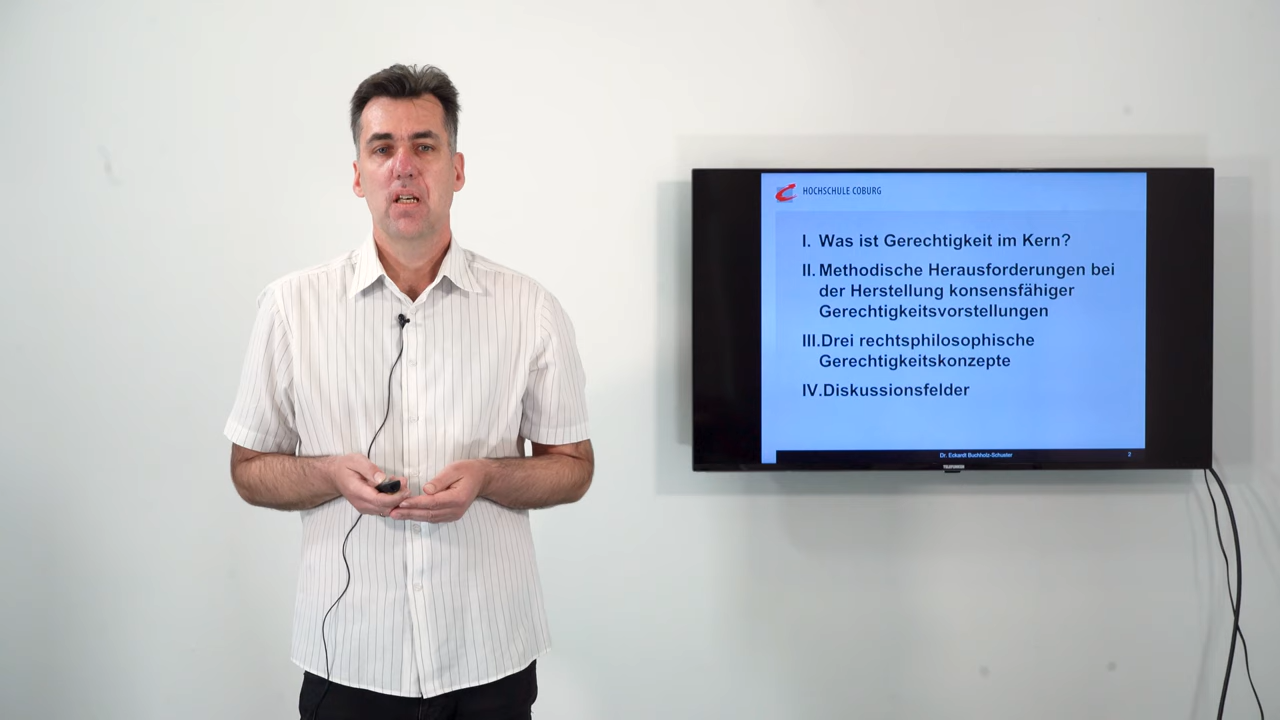 HOCHSCHULE COBURG
I. Was ist Gerechtigkeit im Kern?
II. Methodische Herausforderungen bei
der Herstellung konsensfähiger
Gerechtigkeitsvorstellungen
III.Drei rechtsphilosophische
Gerechtigkeitskonzepte
IV.Diskussionsfelder
Dr. Eckardt Buchholz-Schuster 2
TELEFUNKEN